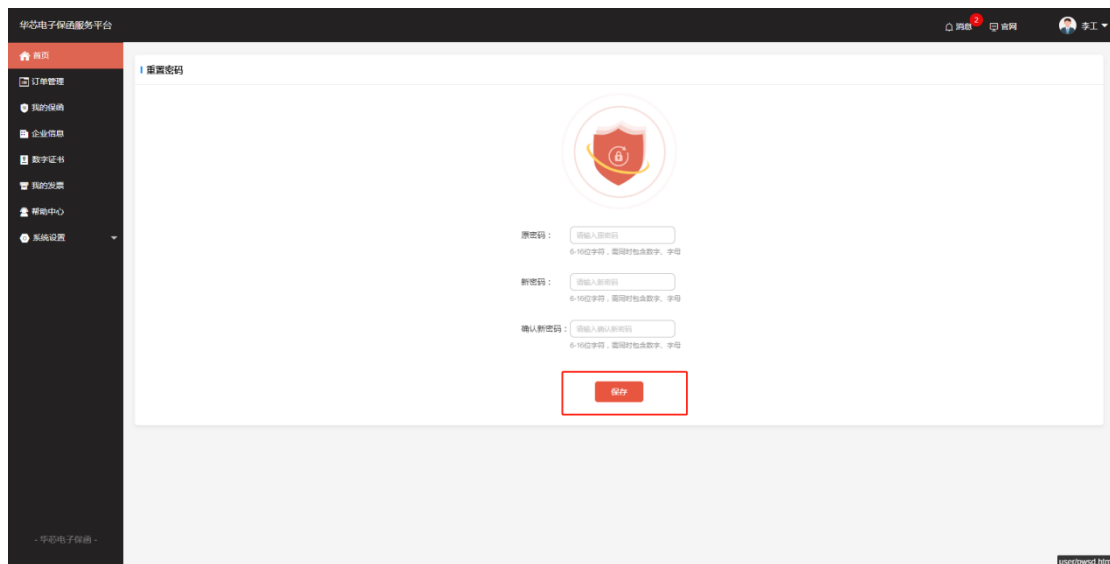 华芯电子保函服务平台
消息 2 官网 李工
首页
重置密码
订单管理
我的保函
企业信息
数字证书
我的发票
帮助中心
系统设置
原密码： 请输入原密码
6-16位字符，需同时包含数字、字母
新密码： 请输入新密码
6-16位字符，需同时包含数字、字母
确认新密码： 请输入确认新密码
6-16位字符，需同时包含数字、字母
保存
- 华芯电子保函 -
user/pwsd.htm